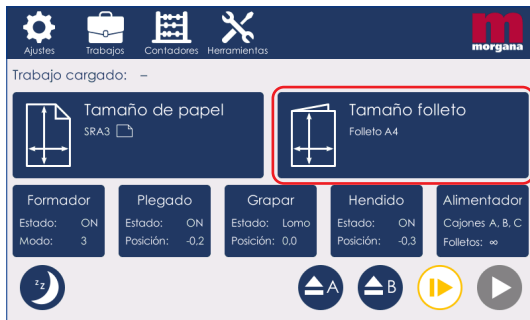 Ajustes Trabajos Contadores Herramientas
morgana
Trabajo cargado: –
Tamaño de papel
SRA3
Tamaño folleto
Folleto A4
Formador
Estado: ON
Modo: 3
Plegado
Estado: ON
Posición: -0,2
Grapar
Estado: Lomo
Posición: 0,0
Hendido
Estado: ON
Posición: -0,3
Alimentador
Cajones A, B, C
Folletos: ∞
z z
A
B